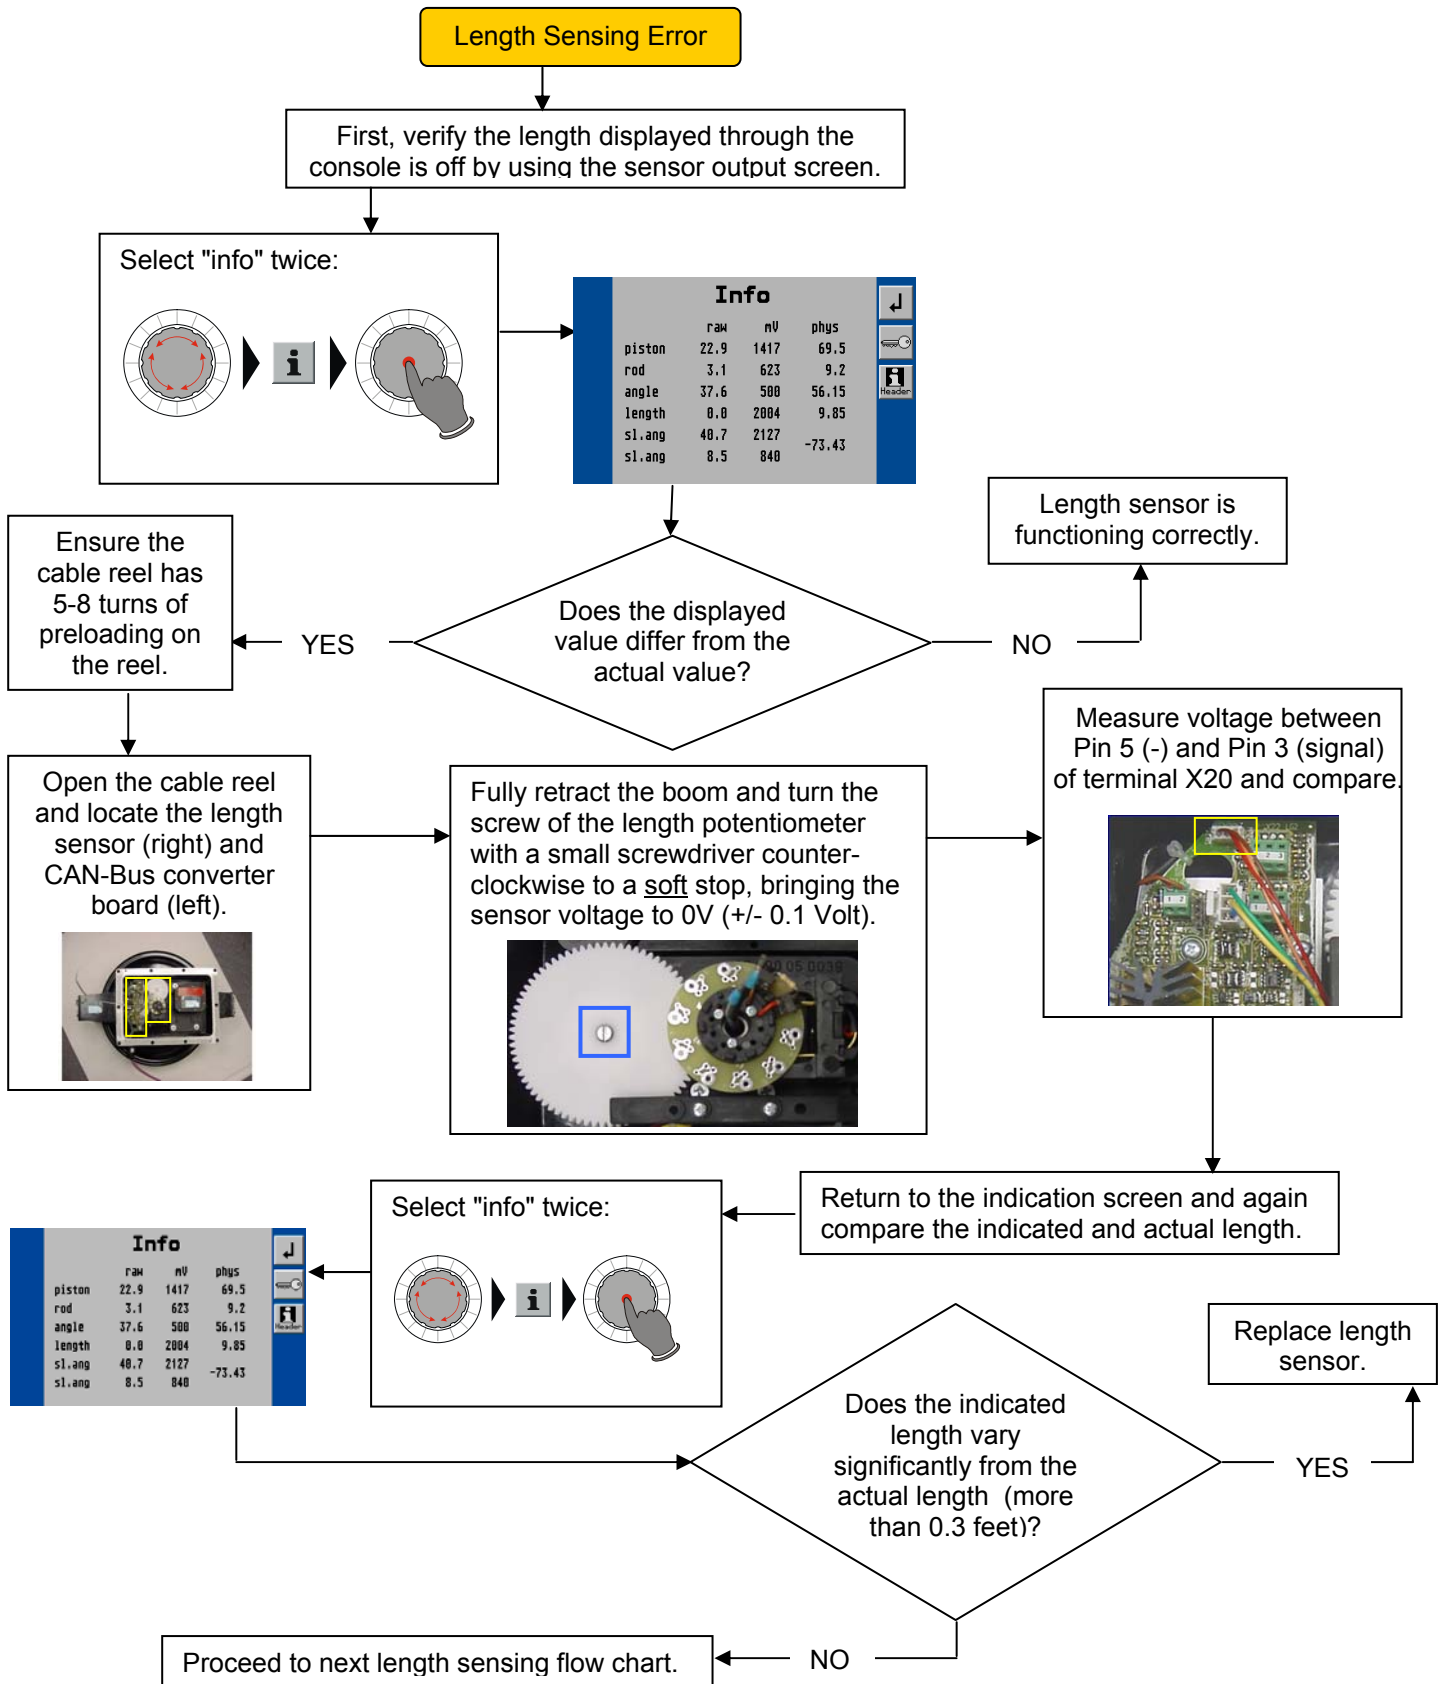 Length Sensing Error
First, verify the length displayed through the
console is off by using the sensor output screen.
Select "info" twice:
i
Info
raw mV phys
piston 22.9 1417 69.5
rod 3.1 623 9.2
angle 37.6 500 56.15
length 0.0 2004 9.85
sl.ang 40.7 2127
-73.43
sl.ang 8.5 840
Header
Does the displayed
value differ from the
actual value?
NO
Length sensor is
functioning correctly.
YES
Ensure the
cable reel has
5-8 turns of
preloading on
the reel.
Open the cable reel
and locate the length
sensor (right) and
CAN-Bus converter
board (left).
Fully retract the boom and turn the
screw of the length potentiometer
with a small screwdriver counter-
clockwise to a soft stop, bringing the
sensor voltage to 0V (+/- 0.1 Volt).
Measure voltage between
Pin 5 (-) and Pin 3 (signal)
of terminal X20 and compare.
1 2 3
1 2
Return to the indication screen and again
compare the indicated and actual length.
Select "info" twice:
i
Info
raw mV phys
piston 22.9 1417 69.5
rod 3.1 623 9.2
angle 37.6 500 56.15
length 0.0 2004 9.85
sl.ang 40.7 2127
-73.43
sl.ang 8.5 840
Header
Does the indicated
length vary
significantly from the
actual length (more
than 0.3 feet)?
YES
Replace length
sensor.
NO
Proceed to next length sensing flow chart.